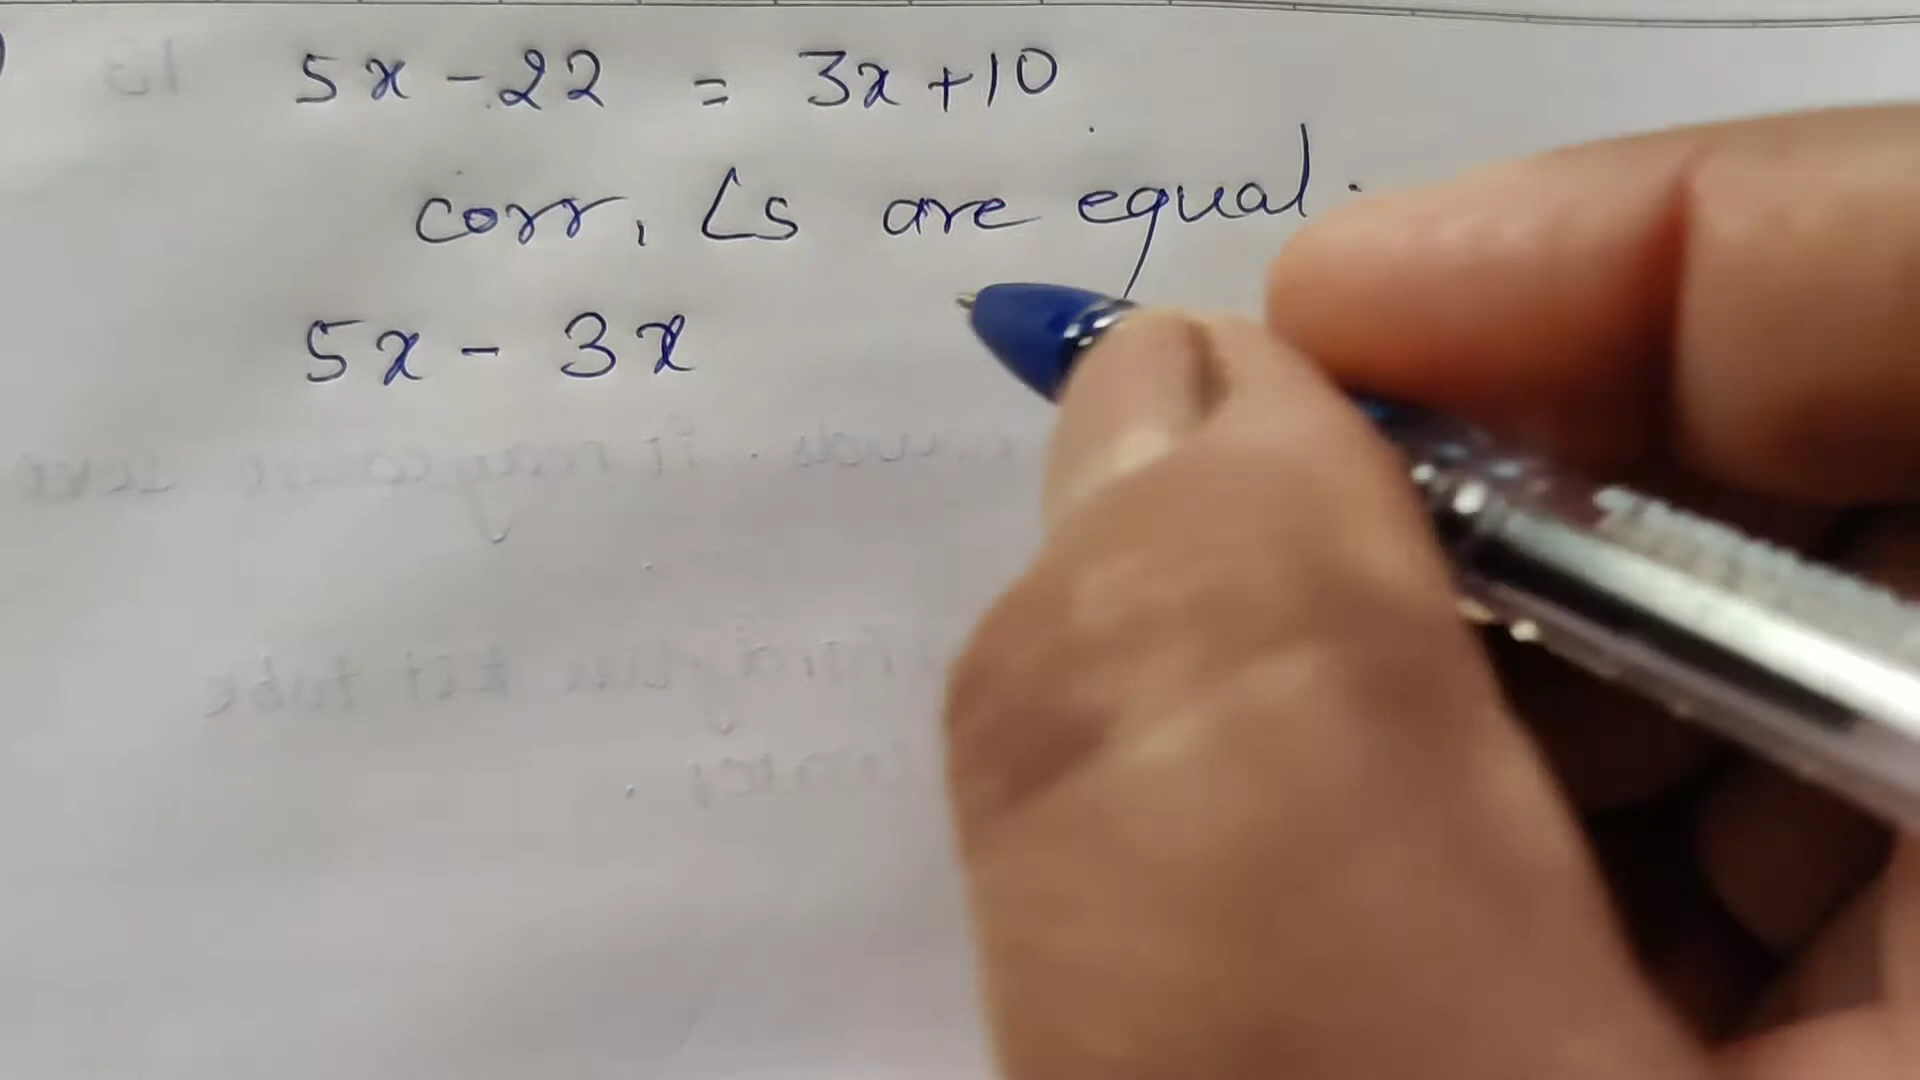 5x - 22 = 3x + 10
corr, ∠s are equal.
5x - 3x